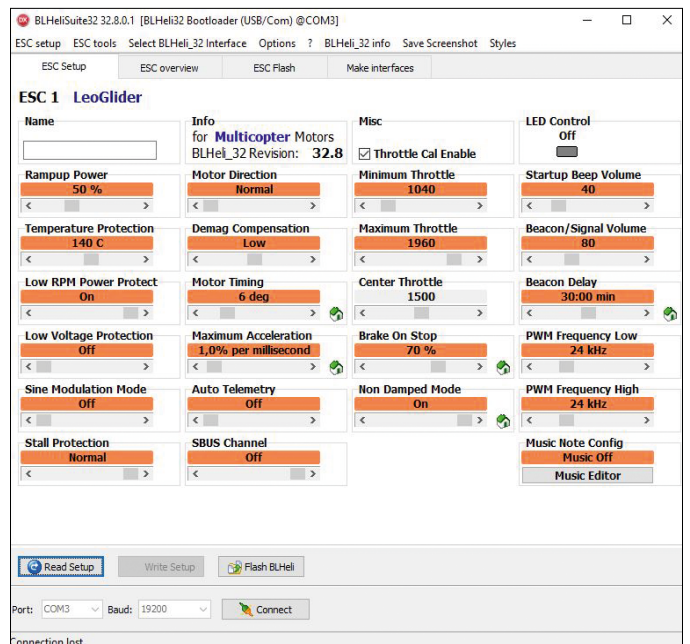 BLHeliSuite32 32.8.0.1 [BLHeli32 Bootloader (USB/Com) @COM3]
ESC setup ESC tools Select BLHeli_32 Interface Options ? BLHeli_32 info Save Screenshot Styles
ESC Setup ESC overview ESC Flash Make interfaces
ESC 1 LeoGlider
Name Info Misc LED Control
for Multicopter Motors Off
BLHeli_32 Revision: 32.8 Throttle Cal Enable
Rampup Power Motor Direction Minimum Throttle Startup Beep Volume
50 % Normal 1040 40
Temperature Protection Demag Compensation Maximum Throttle Beacon/Signal Volume
140 C Low 1960 80
Low RPM Power Protect Motor Timing Center Throttle Beacon Delay
On 6 deg 1500 30:00 min
Low Voltage Protection Maximum Acceleration Brake On Stop PWM Frequency Low
Off 1,0% per millisecond 70 % 24 kHz
Sine Modulation Mode Auto Telemetry Non Damped Mode PWM Frequency High
Off Off On 24 kHz
Stall Protection SBUS Channel Music Note Config
Normal Off Music Off
Music Editor
Read Setup Write Setup Flash BLHeli
Port: COM3 Baud: 19200 Connect
Connection lost